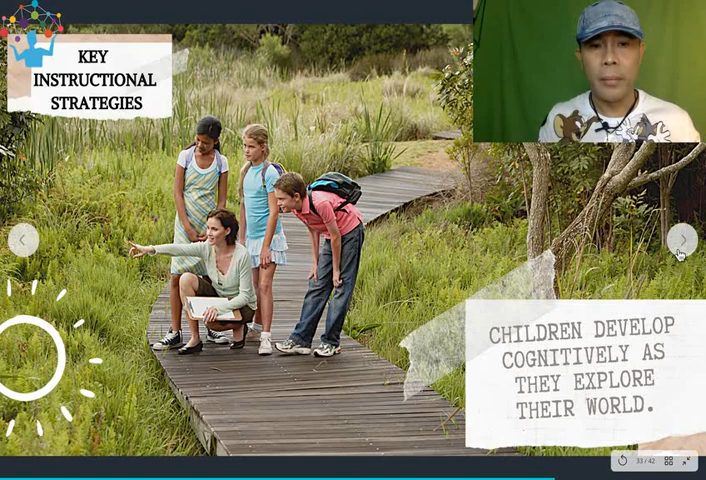 KEY
INSTRUCTIONAL
STRATEGIES
CHILDREN DEVELOP
COGNITIVELY AS
THEY EXPLORE
THEIR WORLD.
33 / 42